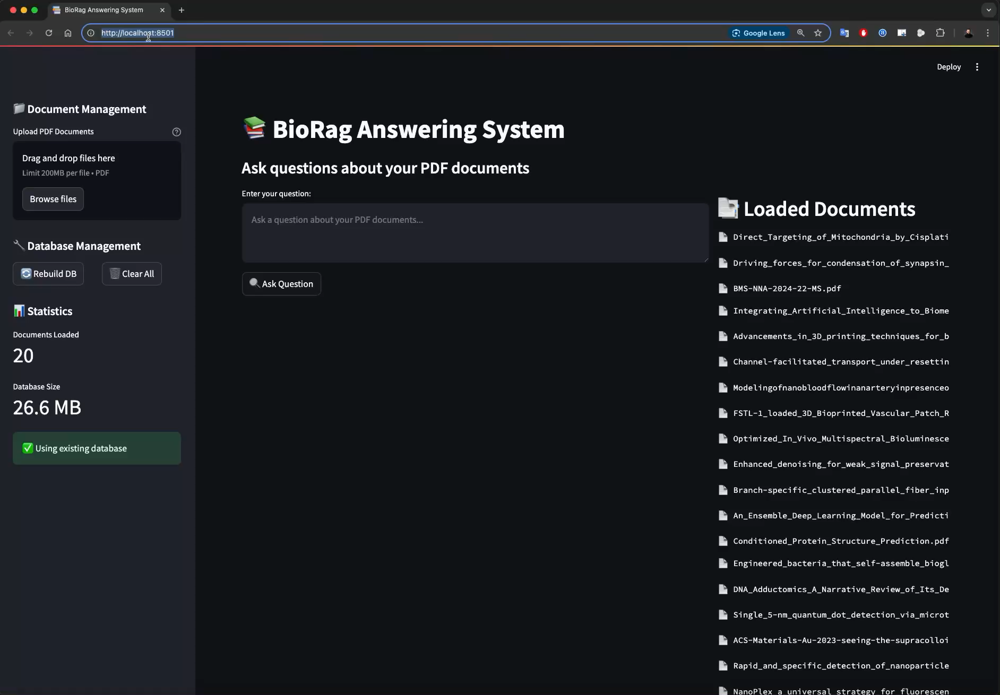 BioRag Answering System
http://localhost:8501
Google Lens
Deploy
Document Management
Upload PDF Documents
Drag and drop files here
Limit 200MB per file • PDF
Browse files
Database Management
Rebuild DB
Clear All
Statistics
Documents Loaded
20
Database Size
26.6 MB
Using existing database
BioRag Answering System
Ask questions about your PDF documents
Enter your question:
Ask a question about your PDF documents...
Ask Question
Loaded Documents
Direct_Targeting_of_Mitochondria_by_Cisplati
Driving_forces_for_condensation_of_synapsin_
BMS-NNA-2024-22-MS.pdf
Integrating_Artificial_Intelligence_to_Biome
Advancements_in_3D_printing_techniques_for_b
Channel-facilitated_transport_under_resettin
Modelingofnanobloodflowinanarteryinpresenceo
FSTL-1_loaded_3D_Bioprinted_Vascular_Patch_R
Optimized_In_Vivo_Multispectral_Bioluminesce
Enhanced_denoising_for_weak_signal_preservat
Branch-specific_clustered_parallel_fiber_inp
An_Ensemble_Deep_Learning_Model_for_Predicti
Conditioned_Protein_Structure_Prediction.pdf
Engineered_bacteria_that_self-assemble_biogl
DNA_Adductomics_A_Narrative_Review_of_Its_De
Single_5-nm_quantum_dot_detection_via_microt
ACS-Materials-Au-2023-seeing-the-supracolloi
Rapid_and_specific_detection_of_nanoparticle
NanoPlex_a_universal_strategy_for_fluorescen